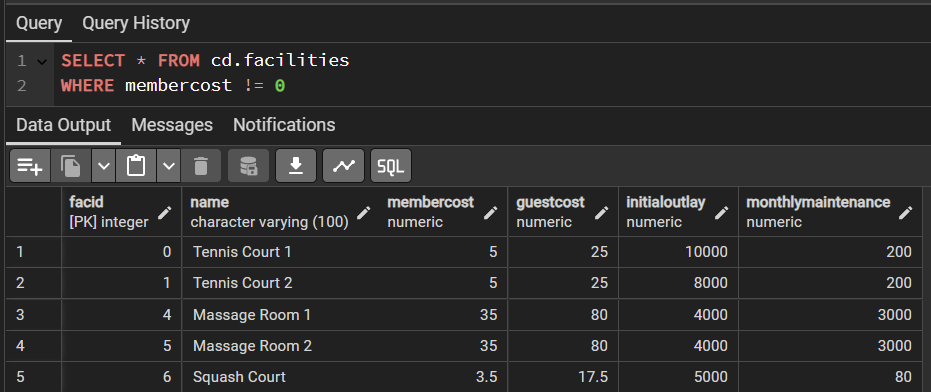 Query Query History
1 SELECT * FROM cd.facilities
2 WHERE membercost != 0
Data Output Messages Notifications
SQL
facid name membercost guestcost initialoutlay monthlymaintenance
[PK] integer character varying (100) numeric numeric numeric numeric
1 0 Tennis Court 1 5 25 10000 200
2 1 Tennis Court 2 5 25 8000 200
3 4 Massage Room 1 35 80 4000 3000
4 5 Massage Room 2 35 80 4000 3000
5 6 Squash Court 3.5 17.5 5000 80